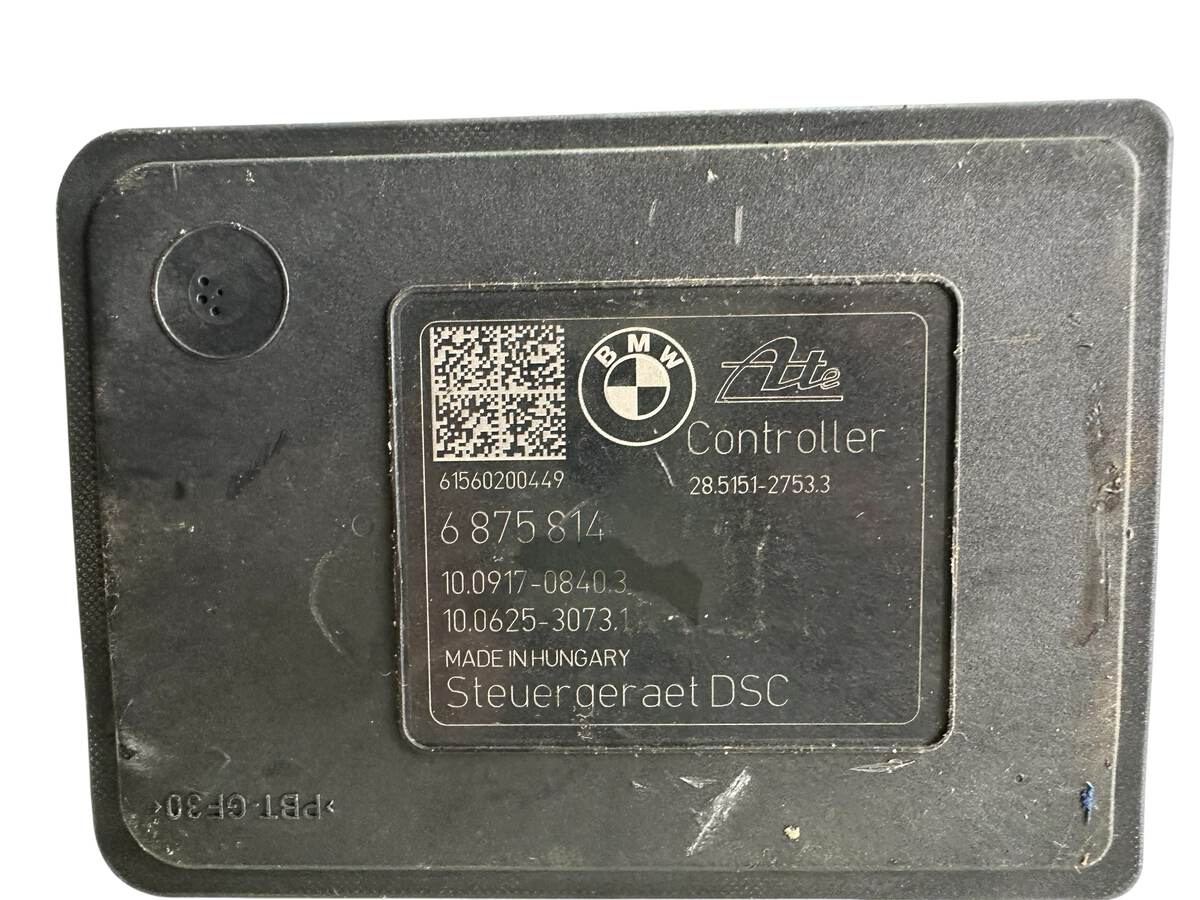 BMW
Ate
Controller
61560200449
28.5151-2753.3
6 875 814
10.0917-0840.3
10.0625-3073.1
MADE IN HUNGARY
Steuergeraet DSC
>PBT-GF30<